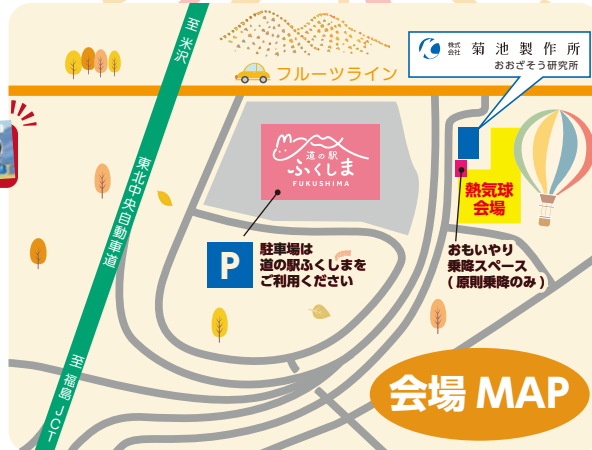 至 米沢
フルーツライン
株式会社 菊池製作所
おおざそう研究所
道の駅
ふくしま
FUKUSHIMA
熱気球
会場
東北中央自動車道
P
駐車場は
道の駅ふくしまを
ご利用ください
おもいやり
乗降スペース
(原則乗降のみ)
至 福島JCT
会場 MAP